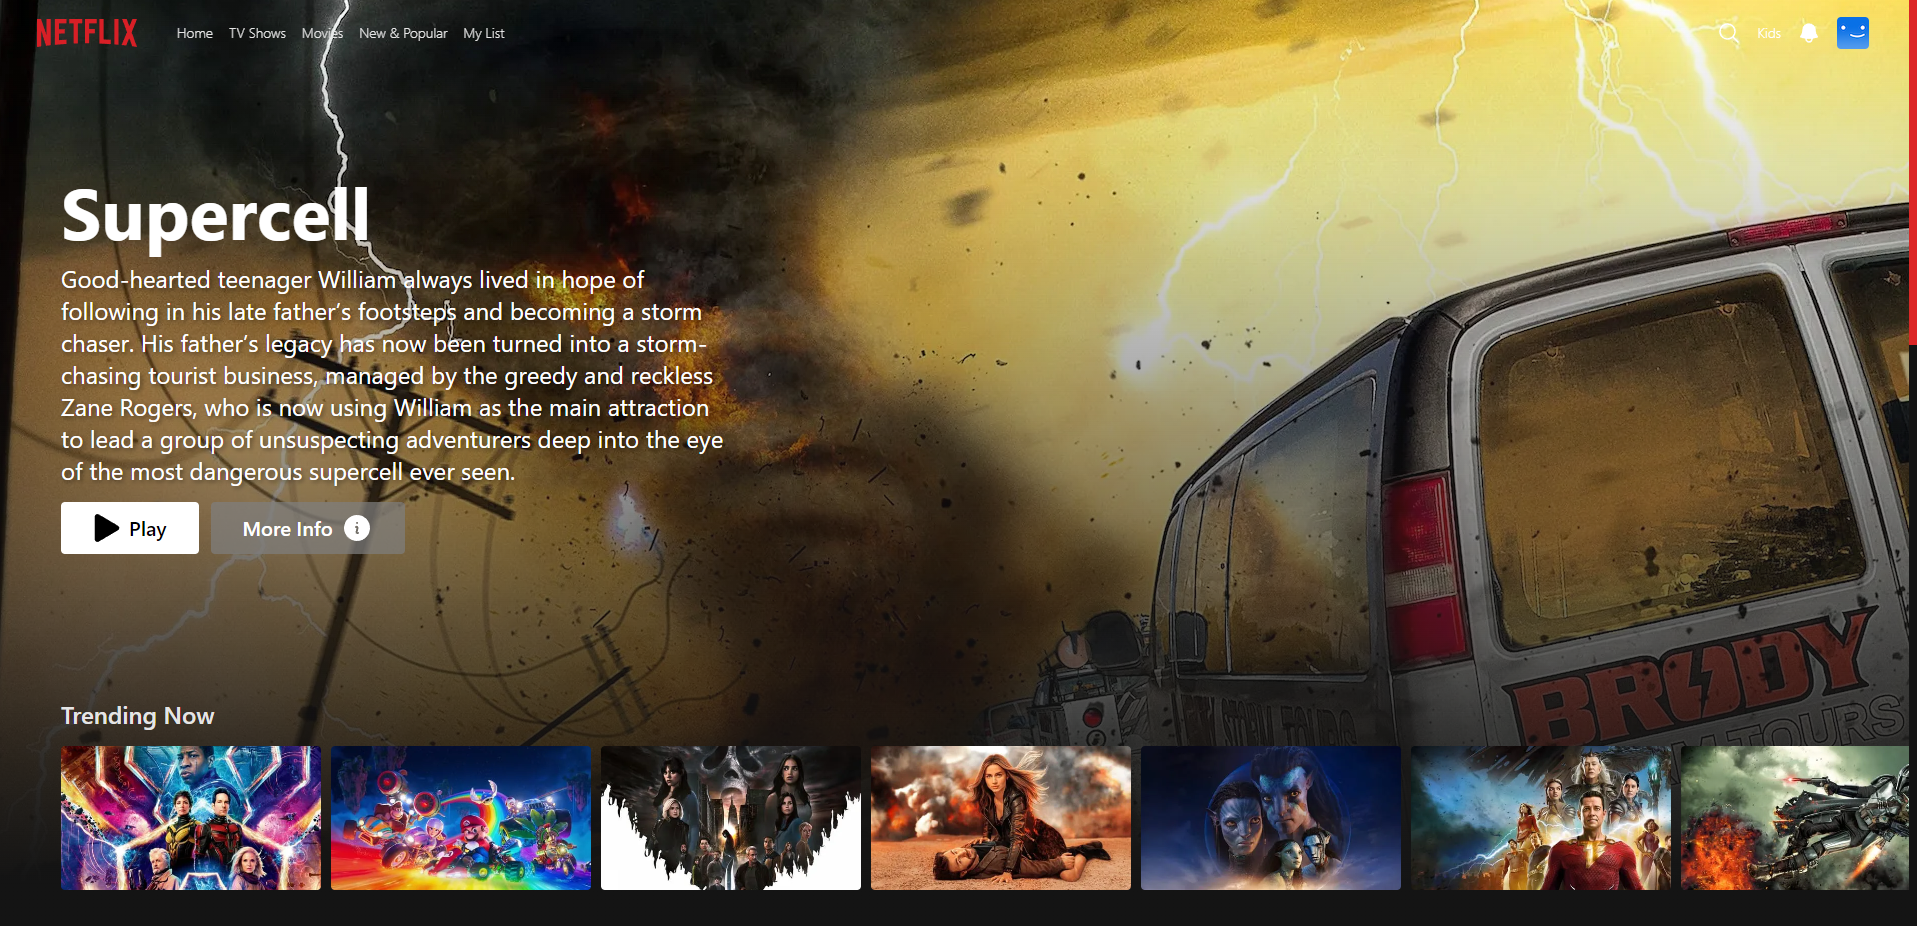 NETFLIX Home TV Shows Movies New & Popular My List Kids
Supercell
Good-hearted teenager William always lived in hope of
following in his late father’s footsteps and becoming a storm
chaser. His father’s legacy has now been turned into a storm-
chasing tourist business, managed by the greedy and reckless
Zane Rogers, who is now using William as the main attraction
to lead a group of unsuspecting adventurers deep into the eye
of the most dangerous supercell ever seen.
Play More Info i
BRODY
TOURS
Trending Now